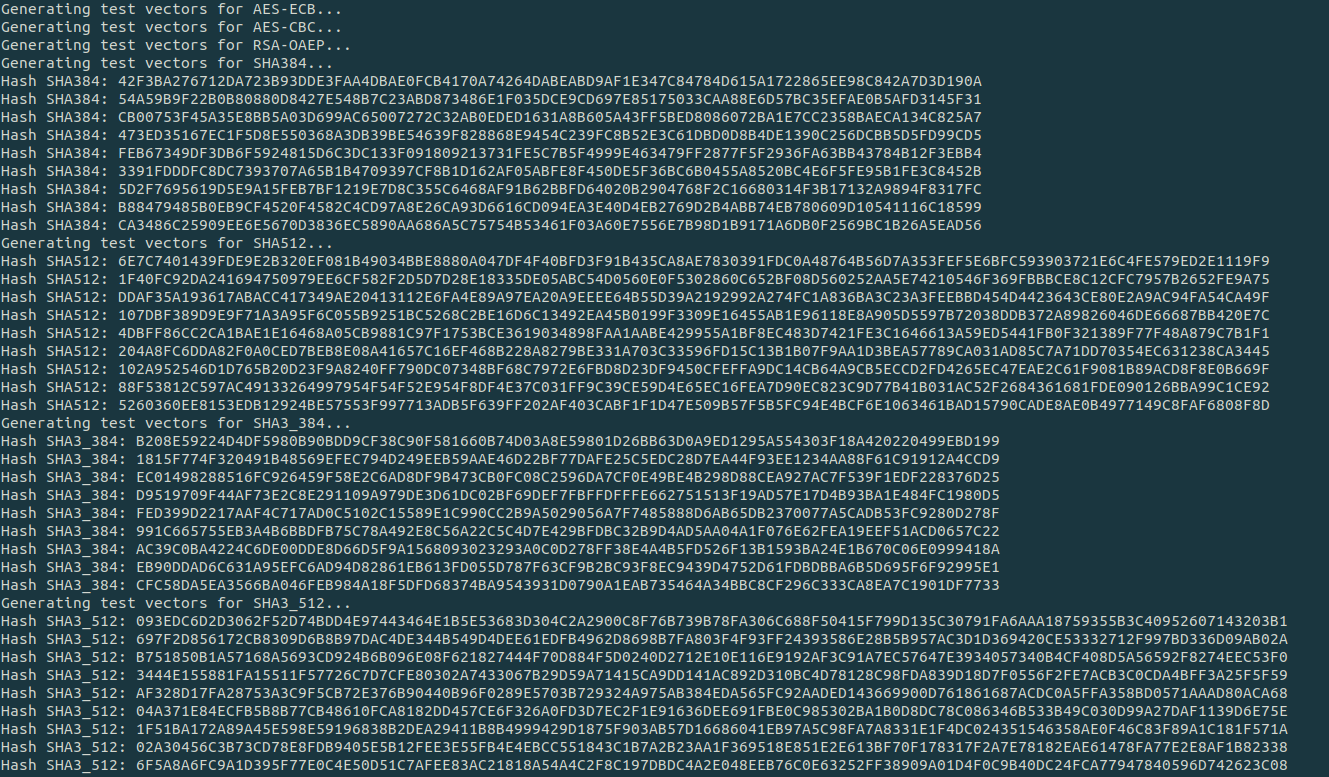 Generating test vectors for AES-ECB...
Generating test vectors for AES-CBC...
Generating test vectors for RSA-OAEP...
Generating test vectors for SHA384...
Hash SHA384: 42F3BA276712DA723B93DDE3FAA4DBAE0FCB4170A74264DABEABD9AF1E347C84784D615A1722865EE98C842A7D3D190A
Hash SHA384: 54A59B9F22B0B80880D8427E548B7C23ABD873486E1F035DCE9CD697E85175033CAA88E6D57BC35EFAE0B5AFD3145F31
Hash SHA384: CB00753F45A35E8BB5A03D699AC65007272C32AB0EDED1631A8B605A43FF5BED8086072BA1E7CC2358BAECA134C825A7
Hash SHA384: 473ED35167EC1F5D8E550368A3DB39BE54639F828868E9454C239FC8B52E3C61DBD0D8B4DE1390C256DCBB5D5FD99CD5
Hash SHA384: FEB67349DF3DB6F5924815D6C3DC133F091809213731FE5C7B5F4999E463479FF2877F5F2936FA63BB43784B12F3EBB4
Hash SHA384: 3391FDDDFC8DC7393707A65B1B4709397CF8B1D162AF05ABFE8F450DE5F36BC6B0455A8520BC4E6F5FE95B1FE3C8452B
Hash SHA384: 5D2F7695619D5E9A15FEB7BF1219E7D8C355C6468AF91B62BBFD64020B2904768F2C16680314F3B17132A9894F8317FC
Hash SHA384: B88479485B0EB9CF4520F4582C4CD97A8E26CA93D6616CD094EA3E40D4EB2769D2B4ABB74EB780609D10541116C18599
Hash SHA384: CA3486C25909EE6E5670D3836EC5890AA686A5C75754B53461F03A60E7556E7B98D1B9171A6DB0F2569BC1B26A5EAD56
Generating test vectors for SHA512...
Hash SHA512: 6E7C7401439FDE9E2B320EF081B49034BBE8880A047DF4F40BFD3F91B435CA8AE7830391FDC0A48764B56D7A353FEF5E6BFC593903721E6C4FE579ED2E1119F9
Hash SHA512: 1F40FC92DA241694750979EE6CF582F2D5D7D28E18335DE05ABC54D0560E0F5302860C652BF08D560252AA5E74210546F369FBBBCE8C12CFC7957B2652FE9A75
Hash SHA512: DDAF35A193617ABACC417349AE20413112E6FA4E89A97EA20A9EEEE64B55D39A2192992A274FC1A836BA3C23A3FEEBBD454D4423643CE80E2A9AC94FA54CA49F
Hash SHA512: 107DBF389D9E9F71A3A95F6C055B9251BC5268C2BE16D6C13492EA45B0199F3309E16455AB1E96118E8A905D5597B72038DDB372A89826046DE66687BB420E7C
Hash SHA512: 4DBFF86CC2CA1BAE1E16468A05CB9881C97F1753BCE3619034898FAA1AABE429955A1BF8EC483D7421FE3C1646613A59ED5441FB0F321389F77F48A879C7B1F1
Hash SHA512: 204A8FC6DDA82F0A0CED7BEB8E08A41657C16EF468B228A8279BE331A703C33596FD15C13B1B07F9AA1D3BEA57789CA031AD85C7A71DD70354EC631238CA3445
Hash SHA512: 102A952546D1D765B20D23F9A8240FF790DC07348BF68C7972E6FBD8D23DF9450CFEFFA9DC14CB64A9CB5ECCD2FD4265EC47EAE2C61F9081B89ACD8F8E0B669F
Hash SHA512: 88F53812C597AC49133264997954F54F52E954F8DF4E37C031FF9C39CE59D4E65EC16FEA7D90EC823C9D77B41B031AC52F2684361681FDE090126BBA99C1CE92
Hash SHA512: 5260360EE8153EDB12924BE57553F997713ADB5F639FF202AF403CABF1F1D47E509B57F5B5FC94E4BCF6E1063461BAD15790CADE8AE0B4977149C8FAF6808F8D
Generating test vectors for SHA3_384...
Hash SHA3_384: B208E59224D4DF5980B90BDD9CF38C90F581660B74D03A8E59801D26BB63D0A9ED1295A554303F18A420220499EBD199
Hash SHA3_384: 1815F774F320491B48569EFEC794D249EEB59AAE46D22BF77DAFE25C5EDC28D7EA44F93EE1234AA88F61C91912A4CCD9
Hash SHA3_384: EC01498288516FC926459F58E2C6AD8DF9B473CB0FC08C2596DA7CF0E49BE4B298D88CEA927AC7F539F1EDF228376D25
Hash SHA3_384: D9519709F44AF73E2C8E291109A979DE3D61DC02BF69DEF7FBFFDFFFE662751513F19AD57E17D4B93BA1E484FC1980D5
Hash SHA3_384: FED399D2217AAF4C717AD0C5102C15589E1C990CC2B9A5029056A7F7485888D6AB65DB2370077A5CADB53FC9280D278F
Hash SHA3_384: 991C665755EB3A4B6BBDFB75C78A492E8C56A22C5C4D7E429BFDBC32B9D4AD5AA04A1F076E62FEA19EEF51ACD0657C22
Hash SHA3_384: AC39C0BA4224C6DE00DDE8D66D5F9A1568093023293A0C0D278FF38E4A4B5FD526F13B1593BA24E1B670C06E0999418A
Hash SHA3_384: EB90DDAD6C631A95EFC6AD94D82861EB613FD055D787F63CF9B2BC93F8EC9439D4752D61FDBDBBA6B5D695F6F92995E1
Hash SHA3_384: CFC58DA5EA3566BA046FEB984A18F5DFD68374BA9543931D0790A1EAB735464A34BBC8CF296C333CA8EA7C1901DF7733
Generating test vectors for SHA3_512...
Hash SHA3_512: 093EDC6D2D3062F52D74BDD4E97443464E1B5E53683D304C2A2900C8F76B739B78FA306C688F50415F799D135C30791FA6AAA18759355B3C40952607143203B1
Hash SHA3_512: 697F2D856172CB8309D6B8B97DAC4DE344B549D4DEE61EDFB4962D8698B7FA803F4F93FF24393586E28B5B957AC3D1D369420CE53332712F997BD336D09AB02A
Hash SHA3_512: B751850B1A57168A5693CD924B6B096E08F621827444F70D884F5D0240D2712E10E116E9192AF3C91A7EC57647E3934057340B4CF408D5A56592F8274EEC53F0
Hash SHA3_512: 3444E155881FA15511F57726C7D7CFE80302A7433067B29D59A71415CA9DD141AC892D310BC4D78128C98FDA839D18D7F0556F2FE7ACB3C0CDA4BFF3A25F5F59
Hash SHA3_512: AF328D17FA28753A3C9F5CB72E376B90440B96F0289E5703B729324A975AB384EDA565FC92AADED143669900D761861687ACDC0A5FFA358BD0571AAAD80ACA68
Hash SHA3_512: 04A371E84ECFB5B8B77CB48610FCA8182DD457CE6F326A0FD3D7EC2F1E91636DEE691FBE0C985302BA1B0D8DC78C086346B533B49C030D99A27DAF1139D6E75E
Hash SHA3_512: 1F51BA172A89A45E598E59196838B2DEA29411B8B4999429D1875F903AB57D16686041EB97A5C98FA7A8331E1F4DC024351546358AE0F46C83F89A1C181F571A
Hash SHA3_512: 02A30456C3B73CD78E8FDB9405E5B12FEE3E55FB4E4EBCC551843C1B7A2B23AA1F369518E851E2E613BF70F178317F2A7E78182EAE61478FA77E2E8AF1B82338
Hash SHA3_512: 6F5A8A6FC9A1D395F77E0C4E50D51C7AFEE83AC21818A54A4C2F8C197DBDC4A2E048EEB76C0E63252FF38909A01D4F0C9B40DC24FCA77947840596D742623C08